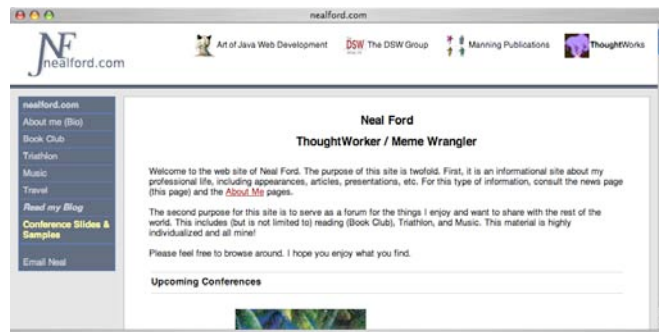 nealford.com
NF
nealford.com
Art of Java Web Development
DSW The DSW Group
Manning Publications
ThoughtWorks
nealford.com
About me (Bio)
Book Club
Triathlon
Music
Travel
Read my Blog
Conference Slides &
Samples
Email Neal
Neal Ford
ThoughtWorker / Meme Wrangler
Welcome to the web site of Neal Ford. The purpose of this site is twofold. First, it is an informational site about my
professional life, including appearances, articles, presentations, etc. For this type of information, consult the news page
(this page) and the About Me pages.
The second purpose for this site is to serve as a forum for the things I enjoy and want to share with the rest of the
world. This includes (but is not limited to) reading (Book Club), Triathlon, and Music. This material is highly
individualized and all mine!
Please feel free to browse around. I hope you enjoy what you find.
Upcoming Conferences